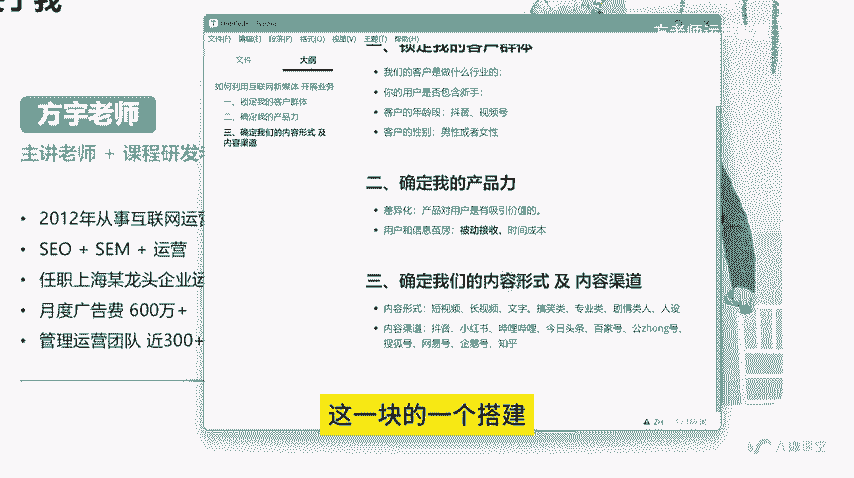 方老师运
文件(F) 编辑(E) 段落(P) 格式(O) 视图(V) 主题(T) 帮助(H)
文件 大纲
如何利用互联网新媒体 开展业务
一、锁定我的客户群体
二、确定我的产品力
三、确定我们的内容形式 及
内容渠道
方宇老师
主讲老师 + 课程研发
• 2012年从事互联网运营
• SEO + SEM + 运营
• 任职上海某龙头企业运
• 月度广告费 600万+
• 管理运营团队 近300+
一、锁定我的客户群体
• 我们的客户是做什么行业的；
• 你的用户是否包含新手；
• 客户的年龄段：抖音、视频号
• 客户的性别：男性或者女性
二、确定我的产品力
• 差异化：产品对用户是有吸引价值的。
• 用户和信息茧房：被动接收，时间成本
三、确定我们的内容形式 及 内容渠道
• 内容形式：短视频、长视频、文字。搞笑类、专业类、剧情类人、人设
• 内容渠道：抖音、小红书、哔哩哔哩、今日头条、百家号、公zhong号、
搜狐号、网易号、企鹅号、知乎
这一块的一个搭建